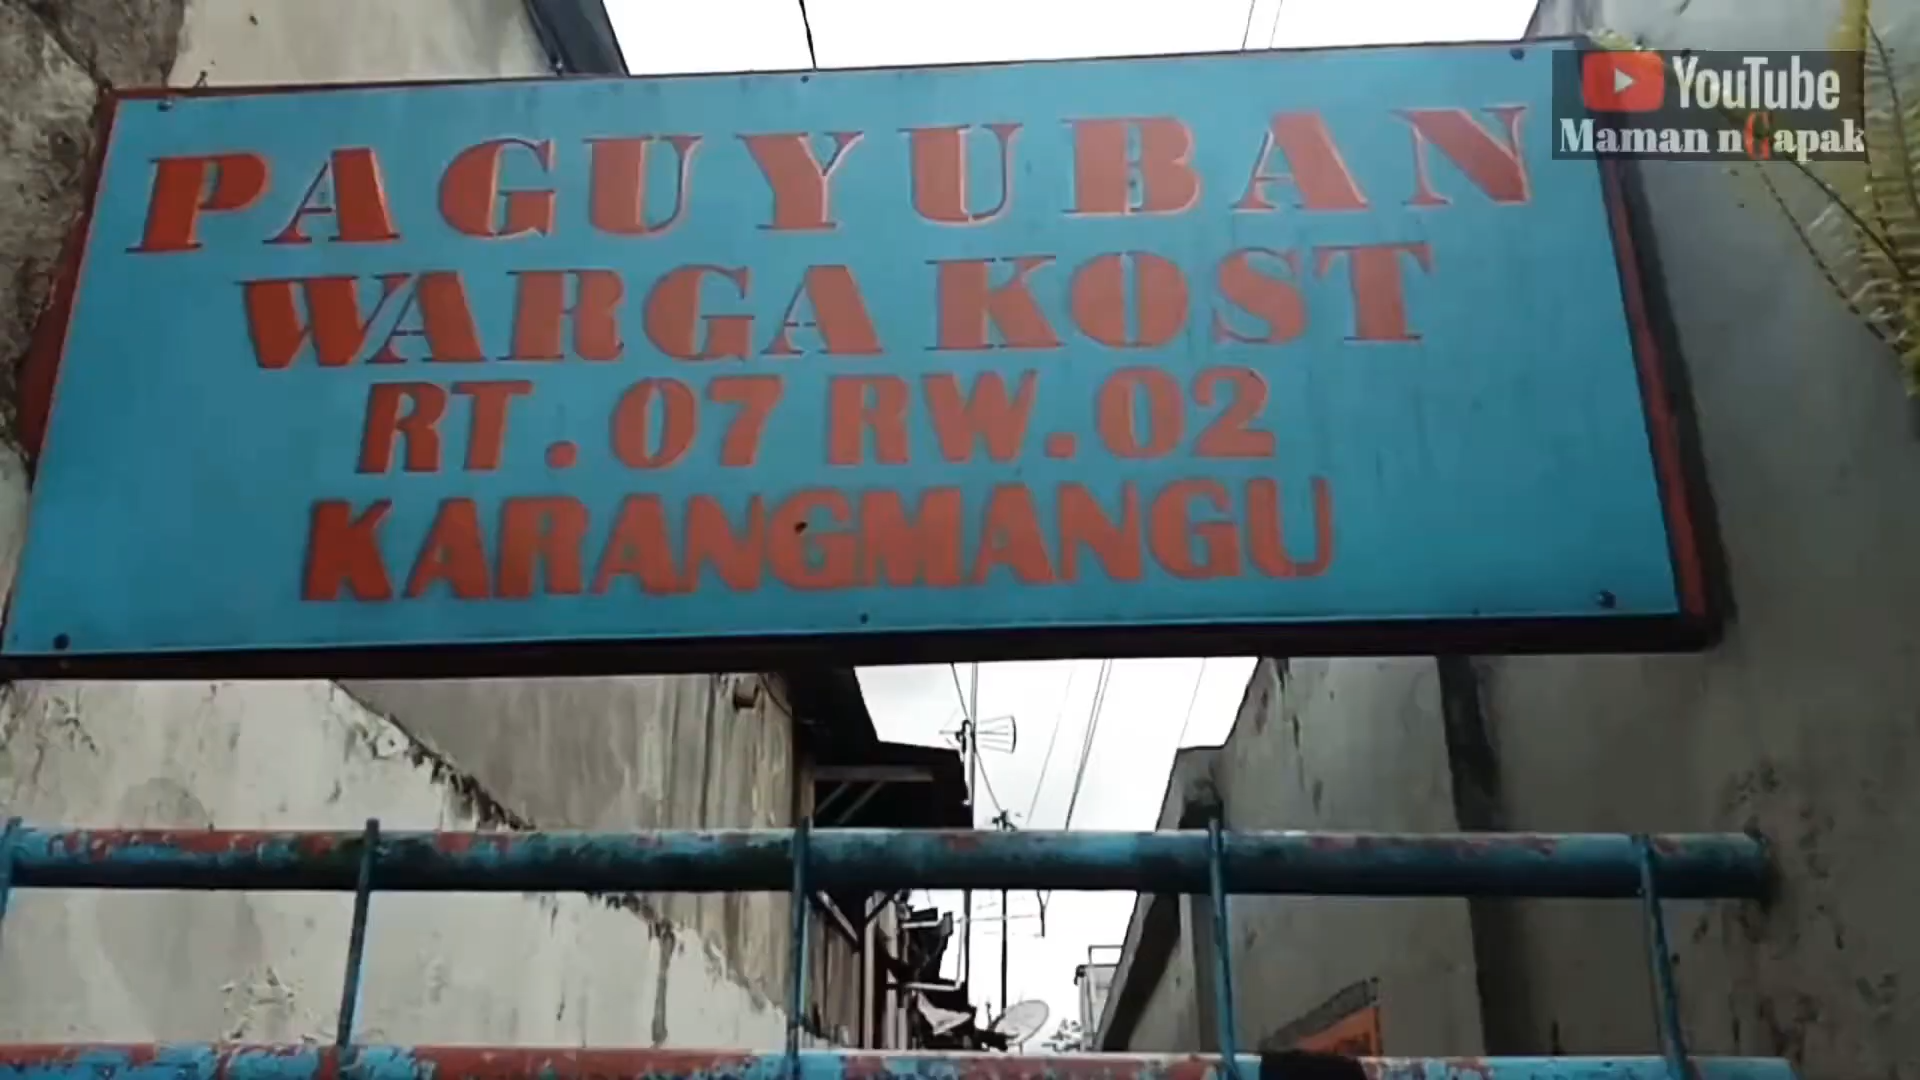 PAGUYUBAN
WARGA KOST
RT. 07 RW. 02
KARANGMANGU
YouTube
Maman nGapak